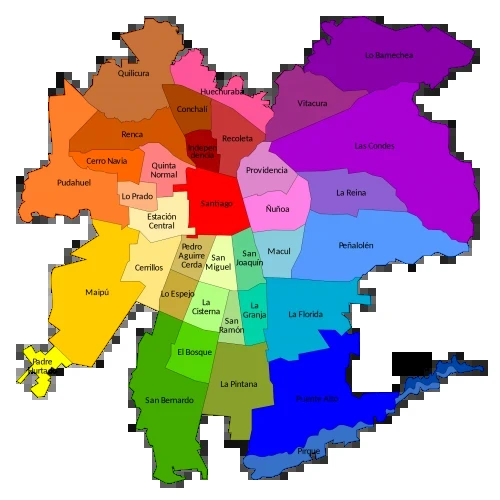 Lo Barnechea
Quilicura
Huechuraba
Vitacura
Conchalí
Renca
Recoleta
Las Condes
Indepen
dencia
Cerro Navia
Quinta
Normal
Providencia
Pudahuel
Lo Prado
La Reina
Santiago
Ñuñoa
Estación
Central
Peñalolén
Pedro
Aguirre
Cerda
San
Miguel
San
Joaquín
Macul
Cerrillos
Maipú
Lo Espejo
La
Cisterna
La
Granja
La Florida
San
Ramón
El Bosque
Padre
Hurtado
La Pintana
San Bernardo
Puente Alto
Pirque